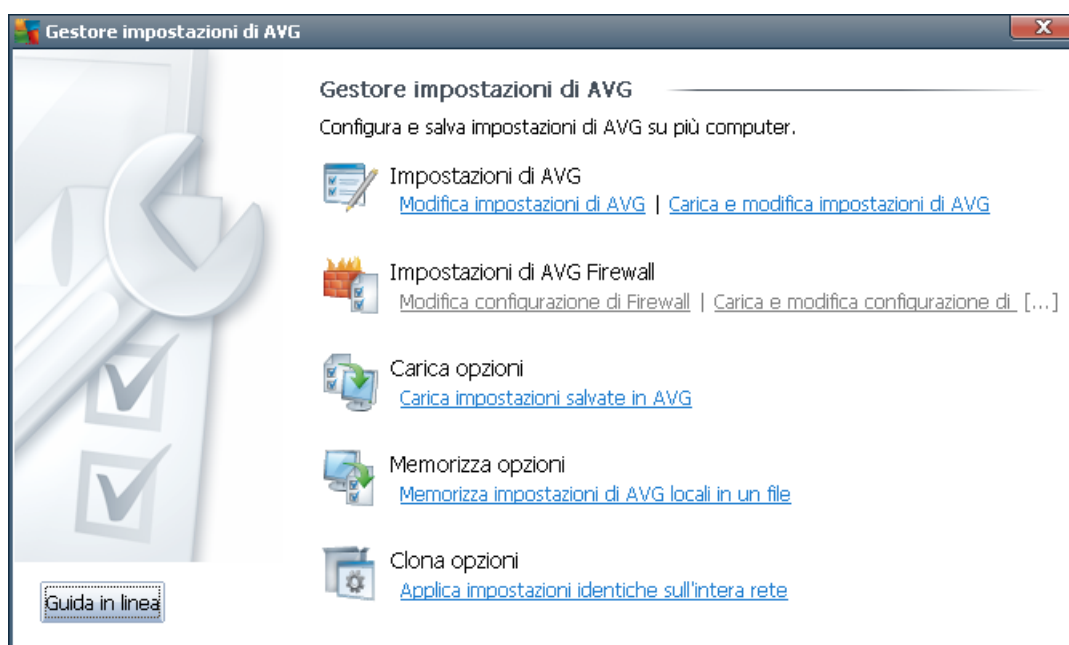 Gestore impostazioni di AVG
Gestore impostazioni di AVG
Configura e salva impostazioni di AVG su più computer.
Impostazioni di AVG
Modifica impostazioni di AVG | Carica e modifica impostazioni di AVG
Impostazioni di AVG Firewall
Modifica configurazione di Firewall | Carica e modifica configurazione di [...]
Carica opzioni
Carica impostazioni salvate in AVG
Memorizza opzioni
Memorizza impostazioni di AVG locali in un file
Clona opzioni
Applica impostazioni identiche sull'intera rete
Guida in linea